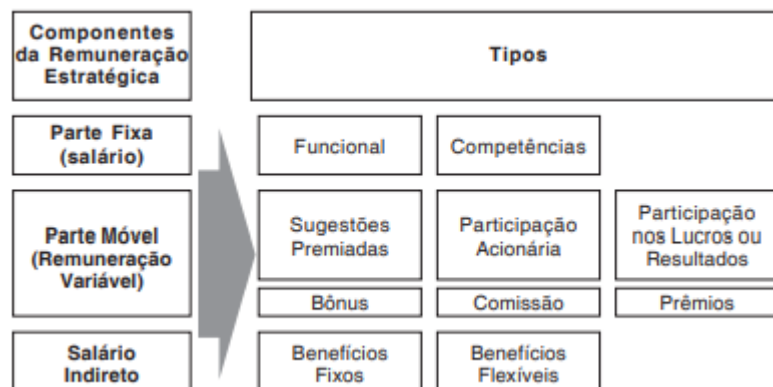 Componentes
da Remuneração
Estratégica
Tipos
Parte Fixa
(salário)
Funcional
Competências
Parte Móvel
(Remuneração
Variável)
Sugestões
Premiadas
Participação
Acionária
Participação
nos Lucros ou
Resultados
Bônus
Comissão
Prêmios
Salário
Indireto
Benefícios
Fixos
Benefícios
Flexíveis